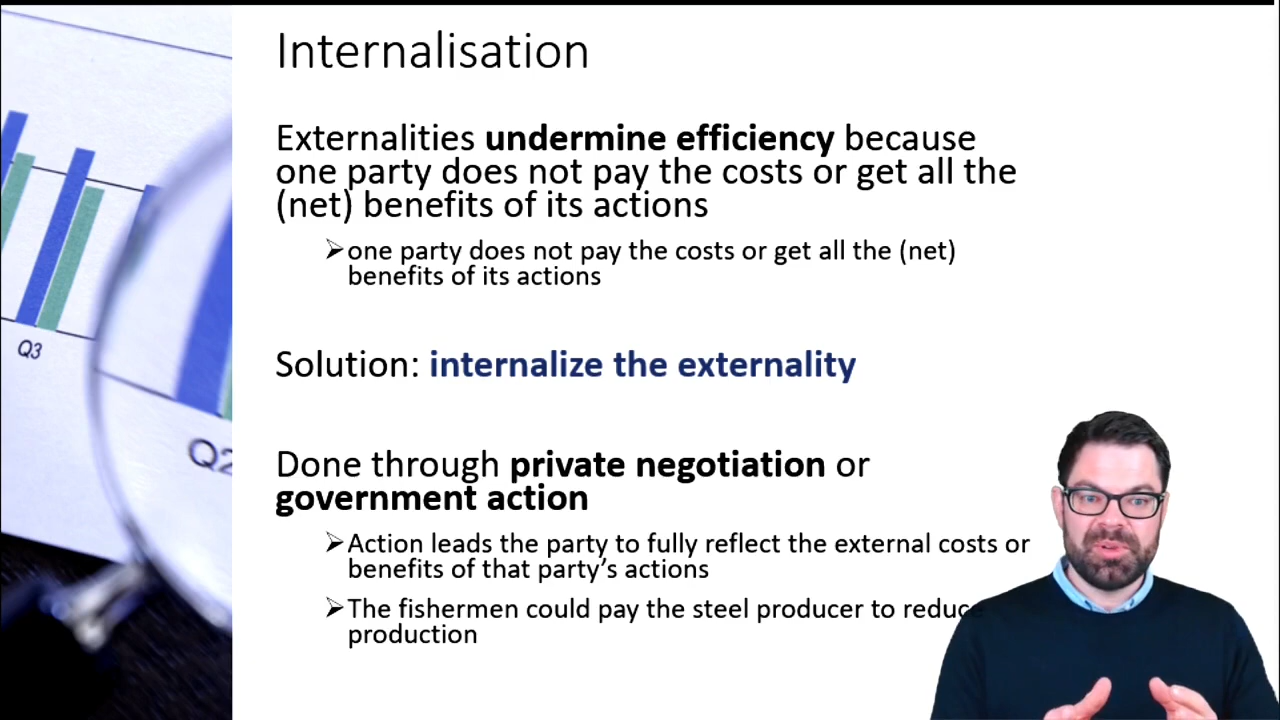 Internalisation
Externalities undermine efficiency because
one party does not pay the costs or get all the
(net) benefits of its actions
➢one party does not pay the costs or get all the (net)
benefits of its actions
Solution: internalize the externality
Done through private negotiation or
government action
➢Action leads the party to fully reflect the external costs or
benefits of that party’s actions
➢The fishermen could pay the steel producer to reduce
production
Q3
Q2